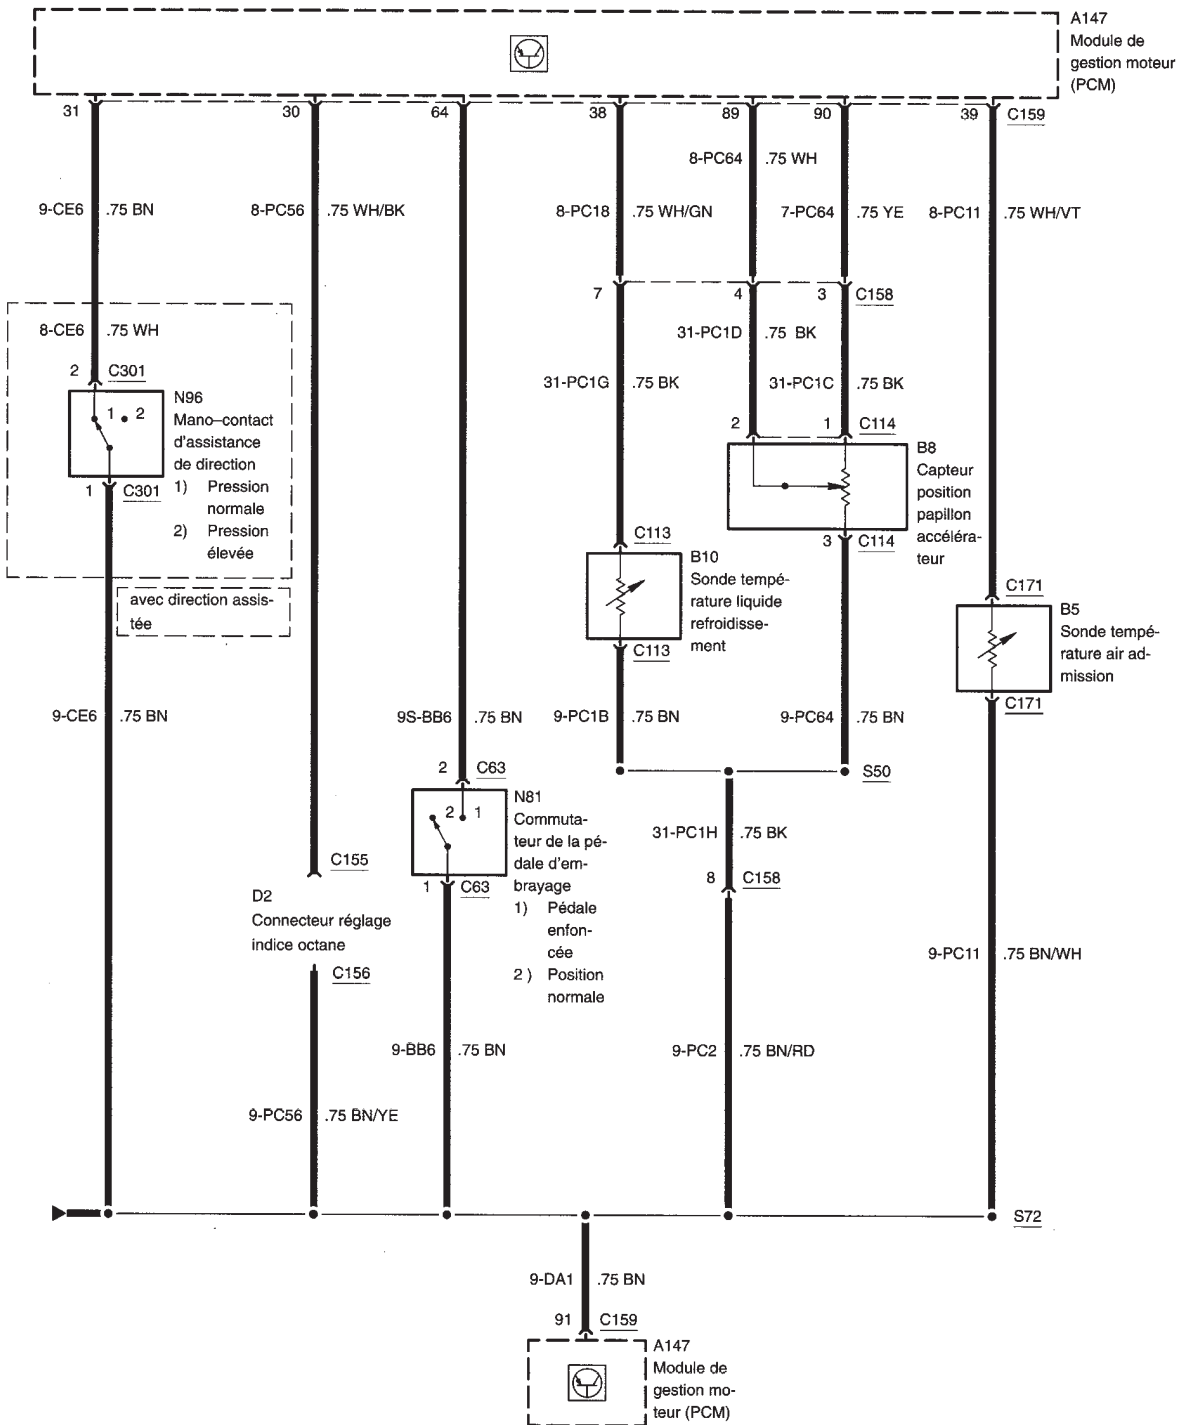 A147
Module de
gestion moteur
(PCM)
31
30
64
38
89
90
39
C159
8-PC64 .75 WH
9-CE6 .75 BN
8-PC56 .75 WH/BK
8-PC18 .75 WH/GN
7-PC64 .75 YE
8-PC11 .75 WH/VT
7
4
3
C158
8-CE6 .75 WH
31-PC1D .75 BK
2
C301
31-PC1G .75 BK
31-PC1C .75 BK
N96
Mano–contact
d'assistance
de direction
1) Pression
normale
2) Pression
élevée
1
2
1
C301
2
1
C114
B8
Capteur
position
papillon
accéléra-
teur
3
C114
C113
B10
Sonde tempé-
rature liquide
refroidisse-
ment
C113
avec direction assis-
tée
C171
B5
Sonde tempé-
rature air ad-
mission
C171
9-CE6 .75 BN
9S-BB6 .75 BN
9-PC1B .75 BN
9-PC64 .75 BN
2
C63
S50
N81
Commuta-
teur de la pé-
dale d'em-
brayage
1) Pédale
enfon-
cée
2 ) Position
normale
2
1
1
C63
31-PC1H .75 BK
8
C158
C155
D2
Connecteur réglage
indice octane
C156
9-PC11 .75 BN/WH
9-BB6 .75 BN
9-PC2 .75 BN/RD
9-PC56 .75 BN/YE
S72
9-DA1 .75 BN
91
C159
A147
Module de
gestion mo-
teur (PCM)